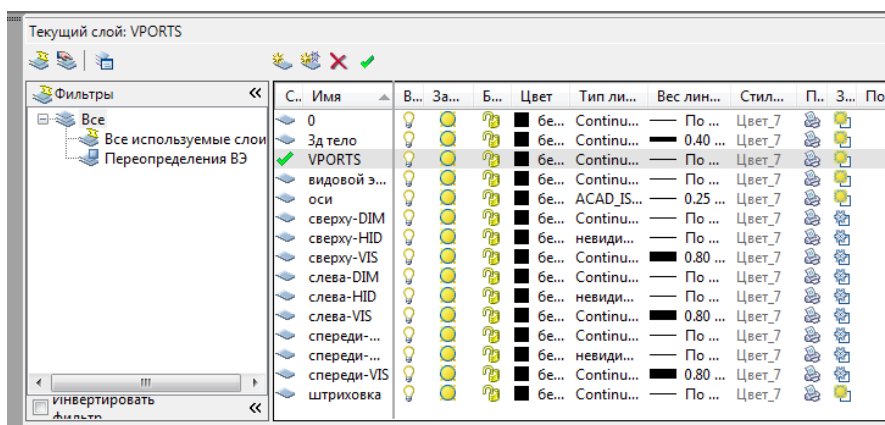 Текущий слой: VPORTS
Фильтры «
Все
Все используемые слои
Переопределения ВЭ
Инвертировать фильтр «
С.. Имя В... За... Б... Цвет Тип ли... Вес лин... Стил... П.. З... По
0 бе... Continu... По ... Цвет_7
3д тело бе... Continu... 0.40 ... Цвет_7
VPORTS бе... Continu... По ... Цвет_7
видовой э... бе... Continu... По ... Цвет_7
оси бе... ACAD_IS... 0.25 ... Цвет_7
сверху-DIM бе... Continu... По ... Цвет_7
сверху-HID бе... невиди... По ... Цвет_7
сверху-VIS бе... Continu... 0.80 ... Цвет_7
слева-DIM бе... Continu... По ... Цвет_7
слева-HID бе... невиди... По ... Цвет_7
слева-VIS бе... Continu... 0.80 ... Цвет_7
спереди-... бе... Continu... По ... Цвет_7
спереди-... бе... невиди... По ... Цвет_7
спереди-VIS бе... Continu... 0.80 ... Цвет_7
штриховка бе... Continu... По ... Цвет_7